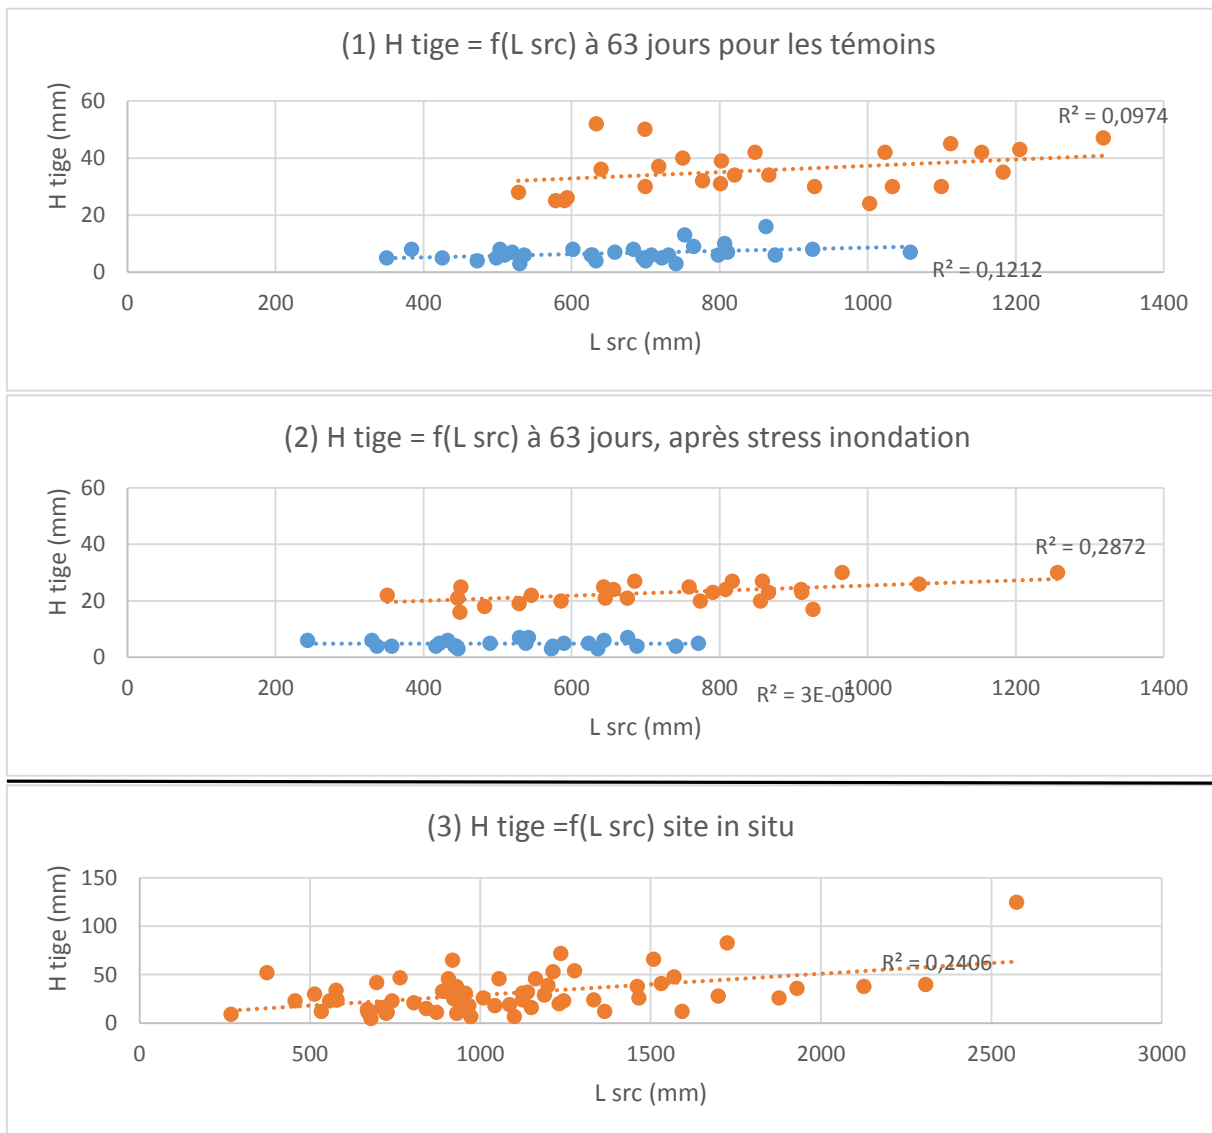 (1) H tige = f(L src) à 63 jours pour les témoins
H tige (mm)
60
40
20
0
R² = 0,0974
R² = 0,1212
0 200 400 600 800 1000 1200 1400
L src (mm)
(2) H tige = f(L src) à 63 jours, après stress inondation
H tige (mm)
60
40
20
0
R² = 0,2872
0 200 400 600 800 1000 1200 1400
R² = 3E-05
L src (mm)
(3) H tige =f(L src) site in situ
H tige (mm)
150
100
50
0
R² = 0,2406
0 500 1000 1500 2000 2500 3000
L src (mm)